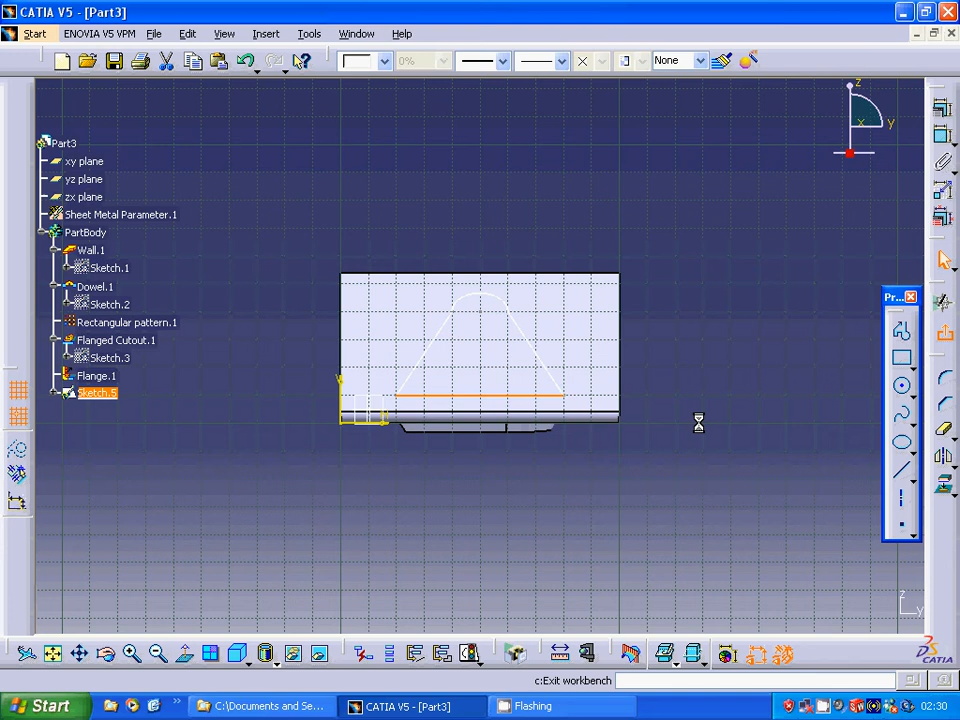 CATIA V5 - [Part3]
Start ENOVIA V5 VPM File Edit View Insert Tools Window Help
0% None
z
x y
Part3
xy plane
yz plane
zx plane
Sheet Metal Parameter.1
PartBody
Wall.1
Sketch.1
Dowel.1
Sketch.2
Rectangular pattern.1
Flanged Cutout.1
Sketch.3
Flange.1
Sketch.5
Pr...
z
y
CATIA
c:Exit workbench
Start C:\Documents and Se... CATIA V5 - [Part3] Flashing 02:30